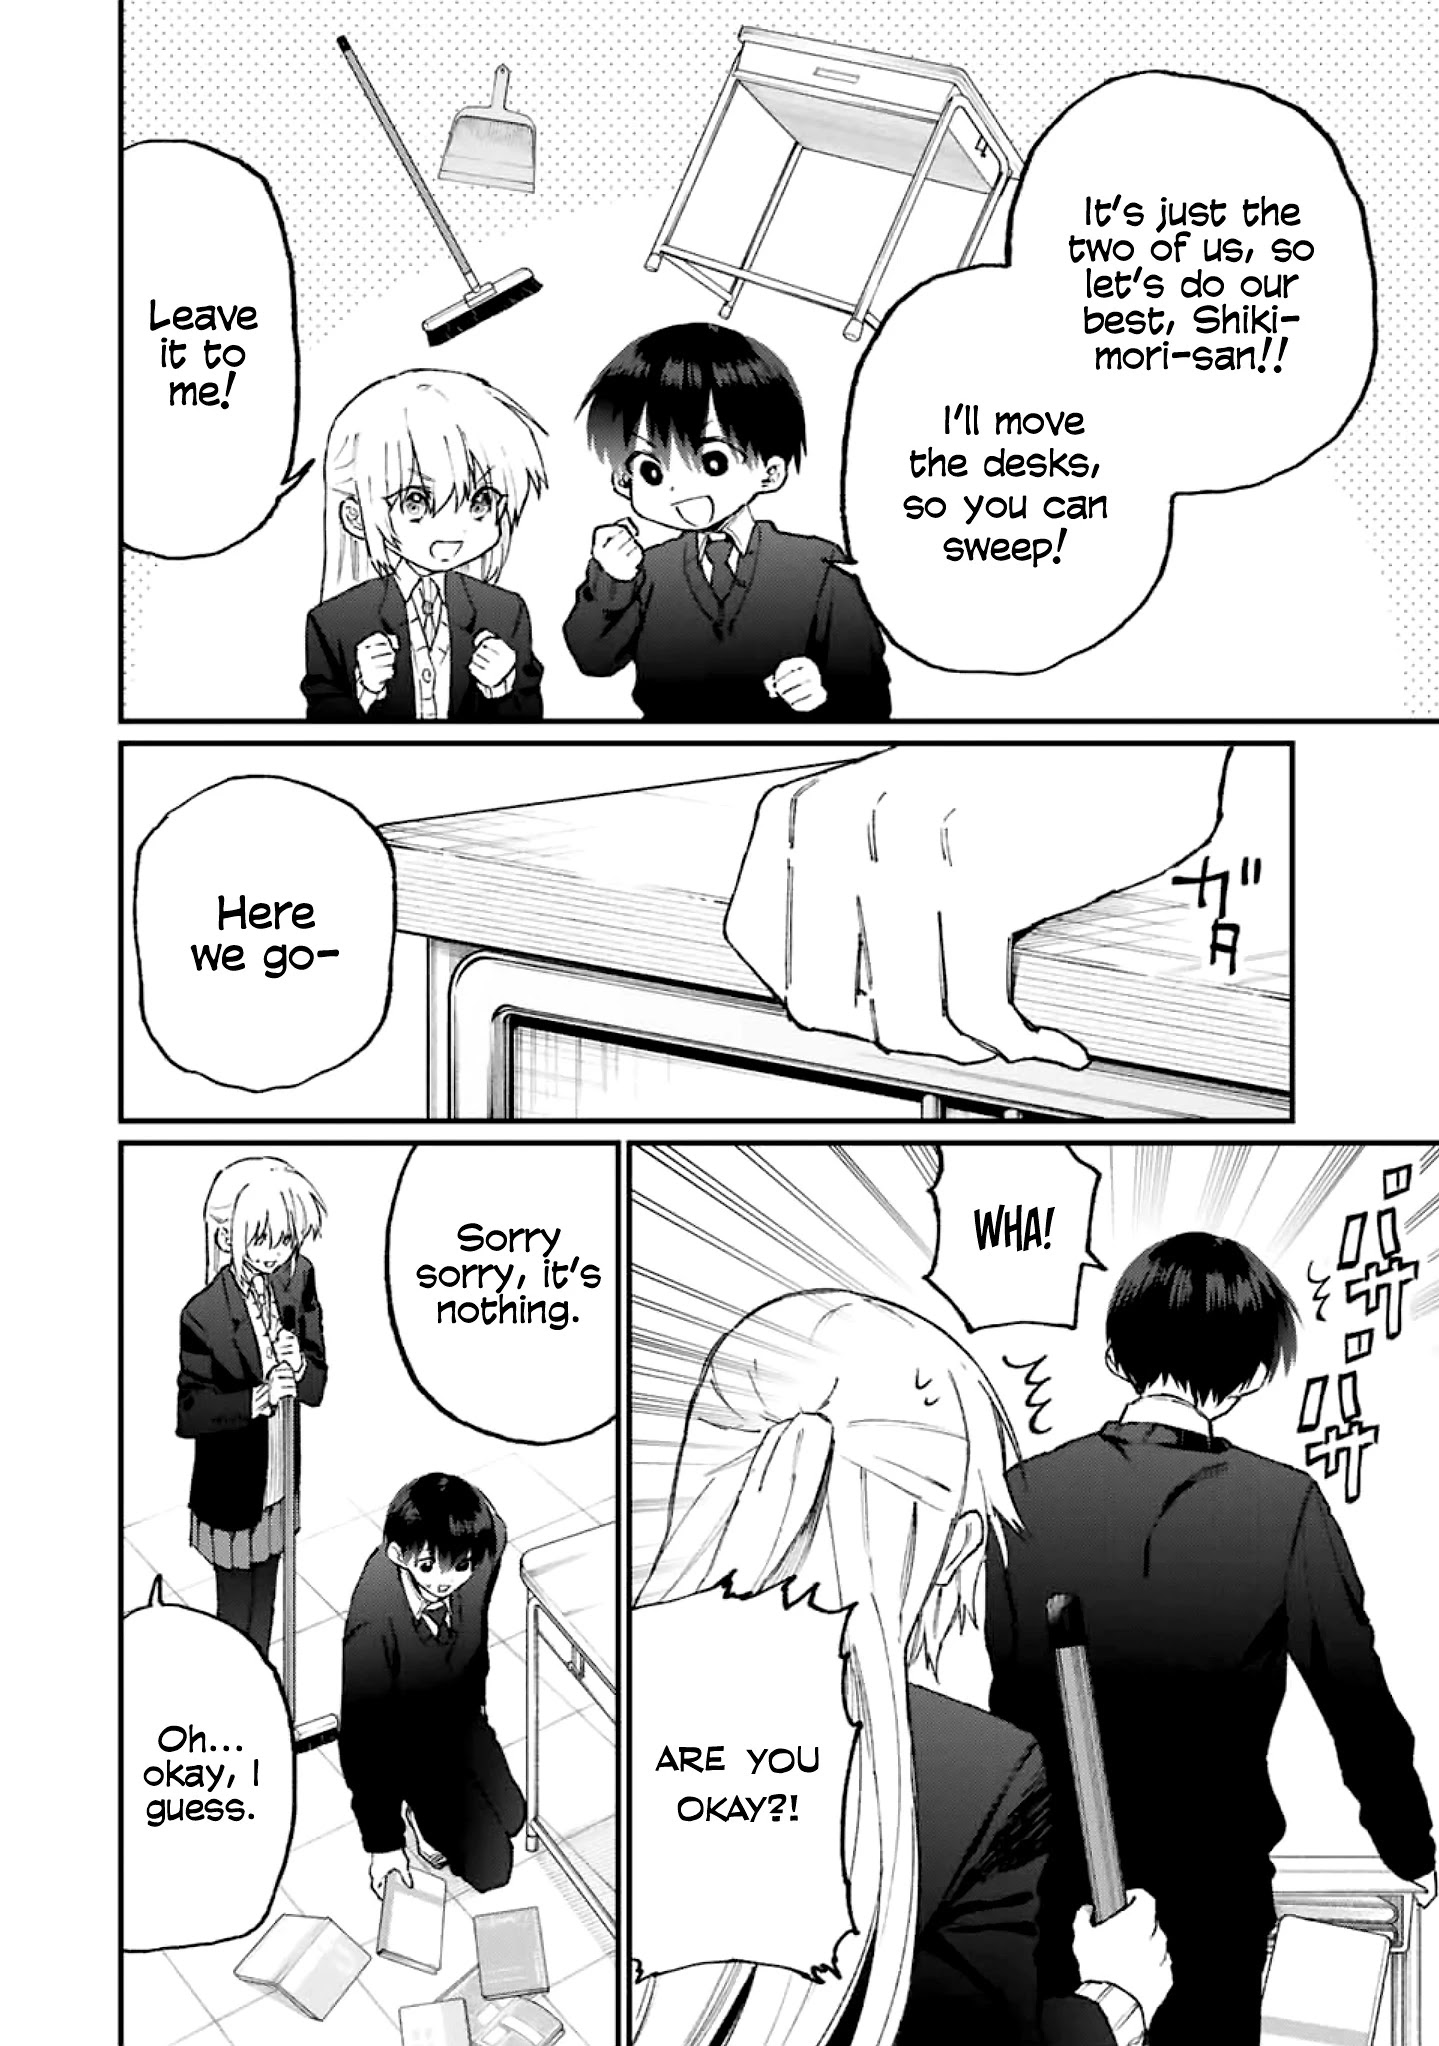 It's just the
two of us, so
let's do our
best, Shiki-
mori-san!!
I'll move
the desks,
so you can
sweep!
Leave
it to
me!
ガタ
Here
we go-
WHA!
バサ
バサ
ARE YOU
OKAY?!
Sorry
sorry, it's
nothing.
Oh...
okay, I
guess.